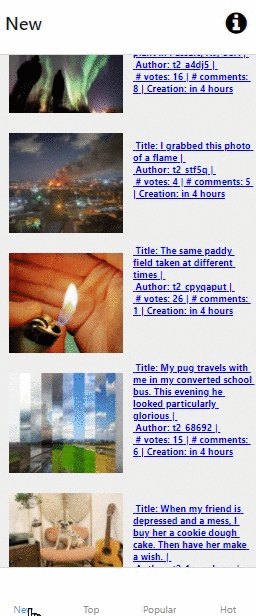 New
Author: t2_a4dj5 |
# votes: 16 | # comments:
8 | Creation: in 4 hours
Title: I grabbed this photo
of a flame |
Author: t2_stf5q |
# votes: 4 | # comments: 5
| Creation: in 4 hours
Title: The same paddy
field taken at different
times |
Author: t2_cpyqaput |
# votes: 26 | # comments:
1 | Creation: in 4 hours
Title: My pug travels with
me in my converted school
bus. This evening he
looked particularly
glorious |
Author: t2_68692 |
# votes: 15 | # comments:
6 | Creation: in 4 hours
Title: When my friend is
depressed and a mess, I
buy her a cookie dough
cake. Then have her make
a wish. |
New Top Popular Hot